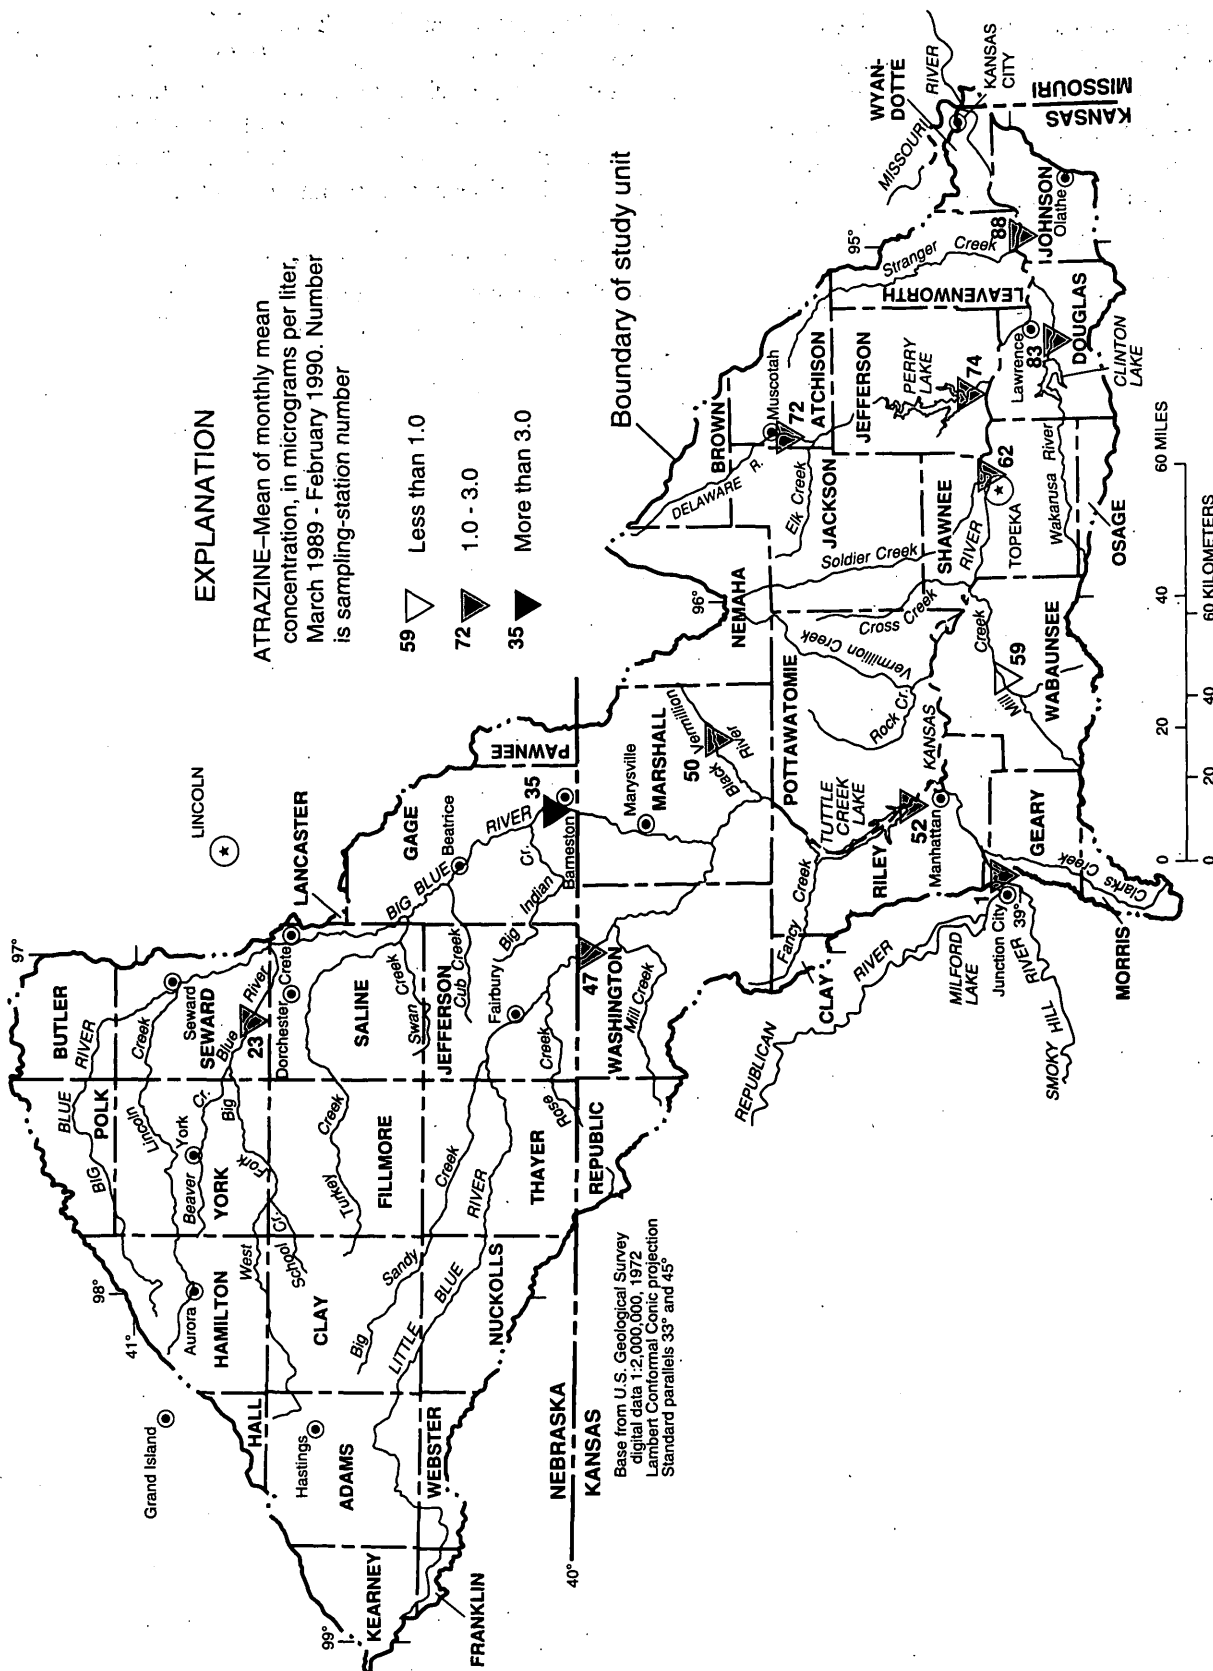 EXPLANATION
ATRAZINE–Mean of monthly mean
concentration, in micrograms per liter,
March 1989 - February 1990. Number
is sampling-station number
59 Less than 1.0
72 1.0 - 3.0
35 More than 3.0
Boundary of study unit
LINCOLN
Grand Island
97°
98°
99°
41°
40°
96°
95°
39°
BUTLER
POLK
SEWARD
YORK
HAMILTON
HALL
LANCASTER
SALINE
FILLMORE
CLAY
ADAMS
KEARNEY
GAGE
PAWNEE
JEFFERSON
THAYER
NUCKOLLS
WEBSTER
FRANKLIN
BIG
BLUE
RIVER
Lincoln
Creek
Seward
York
Beaver
Cr.
Aurora
Big
Blue
River
23
West
Fork
School Cr.
Dorchester
Crete
Turkey
Creek
Hastings
Swan
Creek
Cub Creek
BIG BLUE
RIVER
Beatrice
Big
Indian
Cr.
Barneston
35
Fairbury
Big
Sandy
Creek
LITTLE
BLUE
RIVER
Rose
Creek
47
NEBRASKA
KANSAS
WASHINGTON
REPUBLIC
MARSHALL
NEMAHA
BROWN
Mill Creek
Marysville
50
Black
Vermillion
River
POTTAWATOMIE
RILEY
CLAY
GEARY
MORRIS
WABAUNSEE
SHAWNEE
JACKSON
ATCHISON
JEFFERSON
LEAVENWORTH
WYAN-
DOTTE
JOHNSON
DOUGLAS
OSAGE
Fancy
Creek
TUTTLE
CREEK
LAKE
52
Manhattan
KANSAS
RIVER
REPUBLICAN
RIVER
MILFORD
LAKE
Junction City
1
SMOKY HILL
RIVER
Clarks
Creek
Rock Cr.
Vermillion Creek
Cross Creek
Soldier Creek
Mill
Creek
59
DELAWARE R.
Elk Creek
Muscotah
72
PERRY
LAKE
74
TOPEKA
62
Wakarusa River
Lawrence
83
CLINTON
LAKE
Stranger
Creek
88
Olathe
MISSOURI
RIVER
KANSAS
CITY
KANSAS
MISSOURI
Base from U.S. Geological Survey
digital data 1:2,000,000, 1972
Lambert Conformal Conic projection
Standard parallels 33° and 45°
0 20 40 60 MILES
0 20 40 60 KILOMETERS